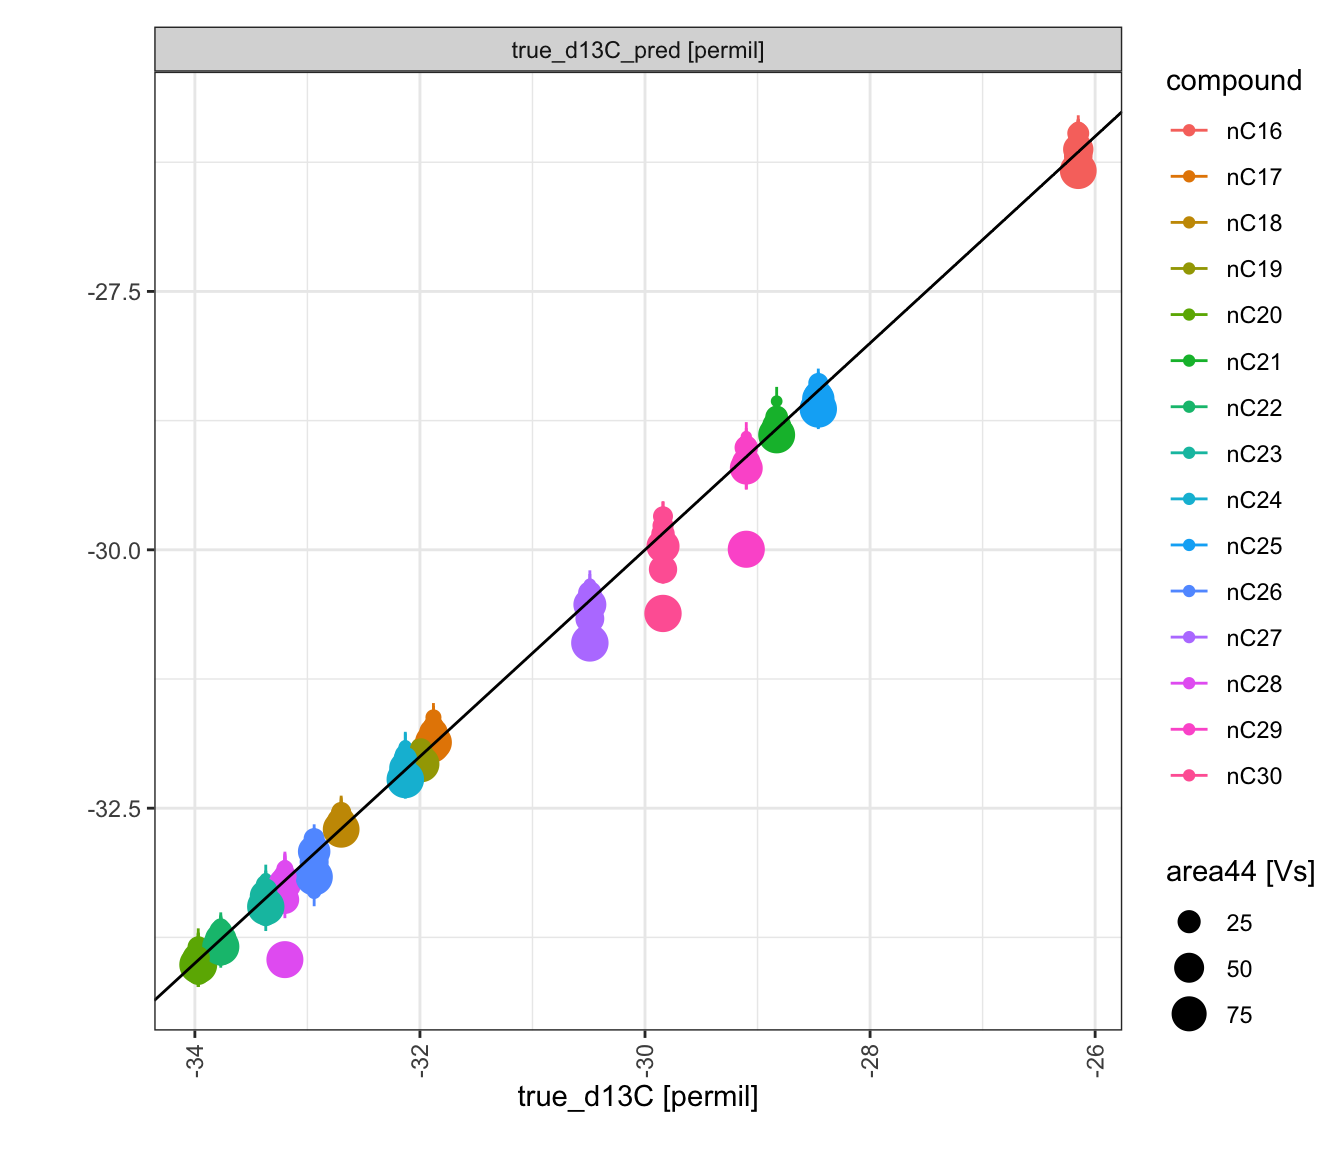 true_d13C_pred [permil]
-27.5
-30.0
-32.5
-34
-32
-30
-28
-26
true_d13C [permil]
compound
nC16
nC17
nC18
nC19
nC20
nC21
nC22
nC23
nC24
nC25
nC26
nC27
nC28
nC29
nC30
area44 [Vs]
25
50
75